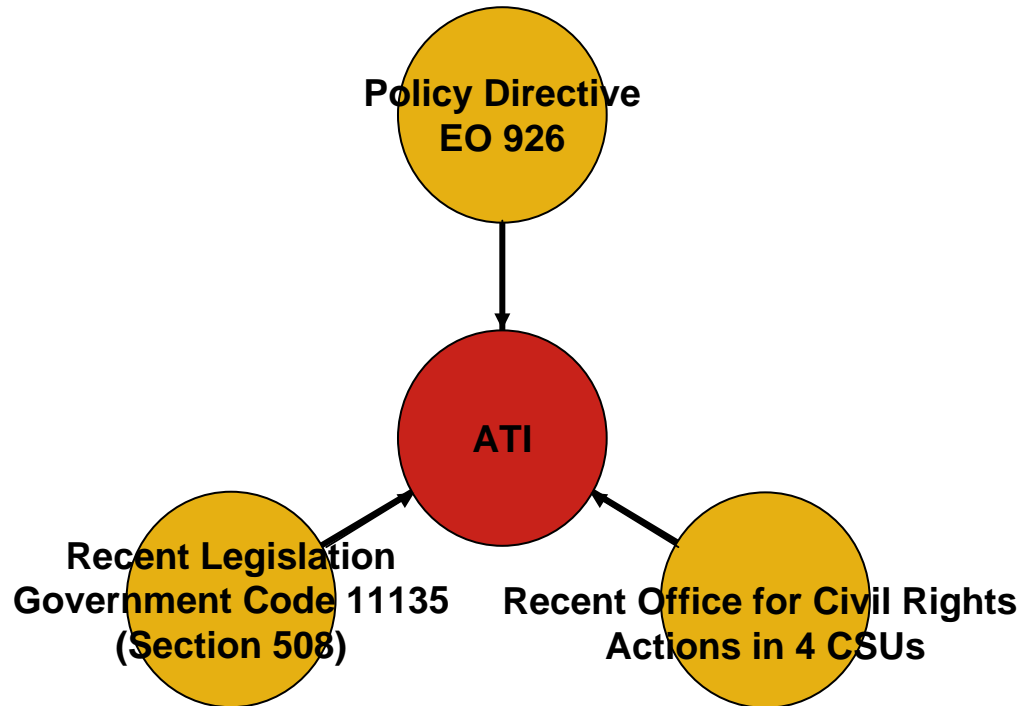 Policy Directive
EO 926
ATI
Recent Legislation
Government Code 11135
(Section 508)
Recent Office for Civil Rights
Actions in 4 CSUs